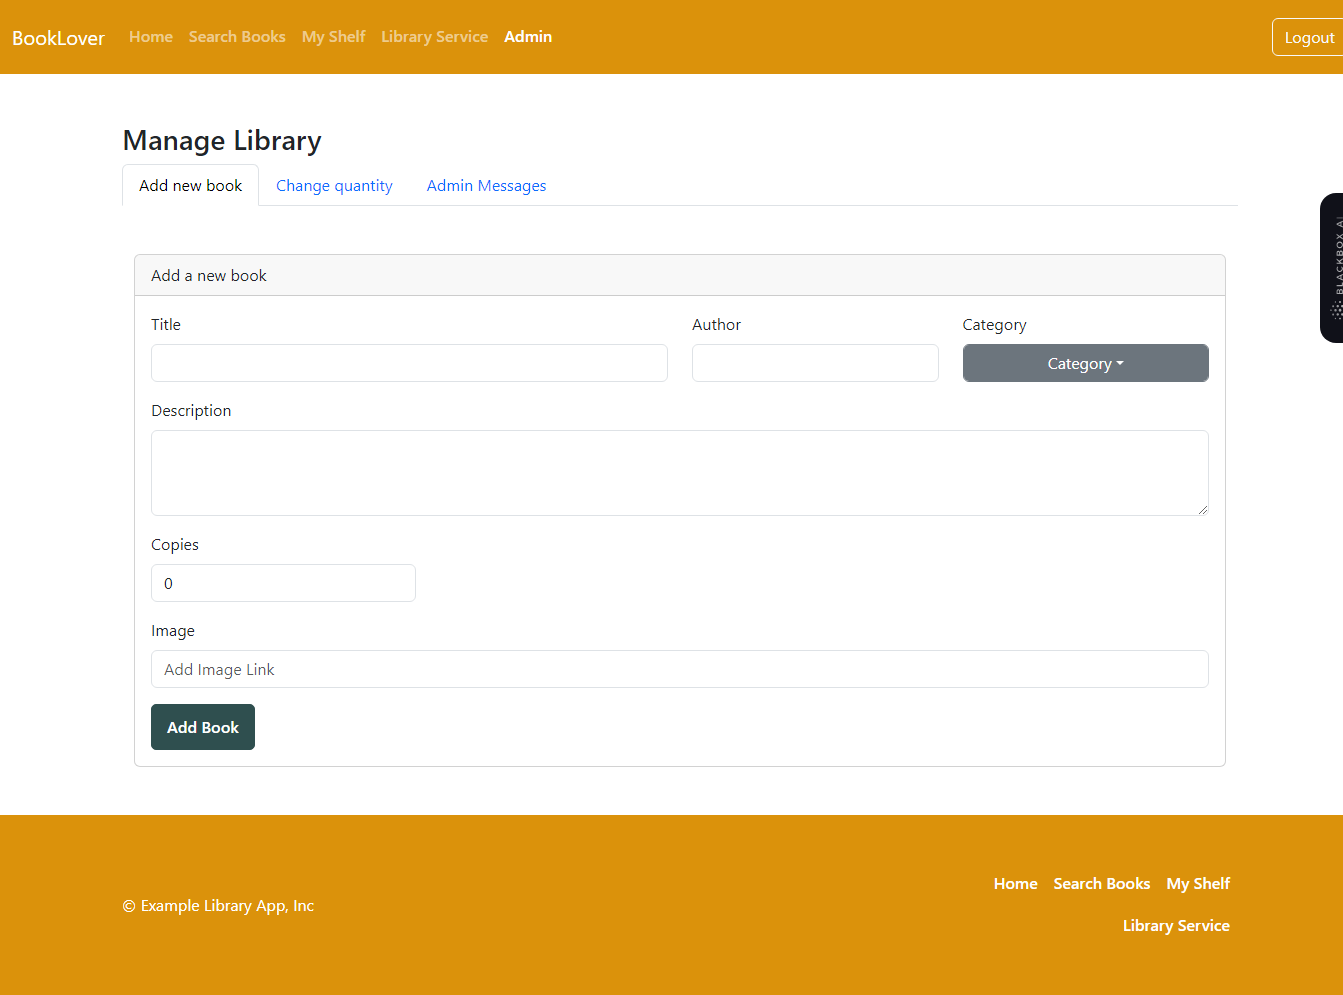 BookLover Home Search Books My Shelf Library Service Admin Logout
Manage Library
Add new book Change quantity Admin Messages
BLACKBOX AI
Add a new book
Title Author Category
Category
Description
Copies
0
Image
Add Image Link
Add Book
Home Search Books My Shelf
© Example Library App, Inc
Library Service